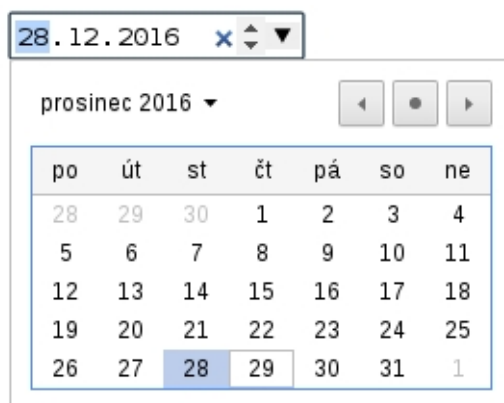 28.12.2016
prosinec 2016
po út st čt pá so ne
28 29 30 1 2 3 4
5 6 7 8 9 10 11
12 13 14 15 16 17 18
19 20 21 22 23 24 25
26 27 28 29 30 31 1